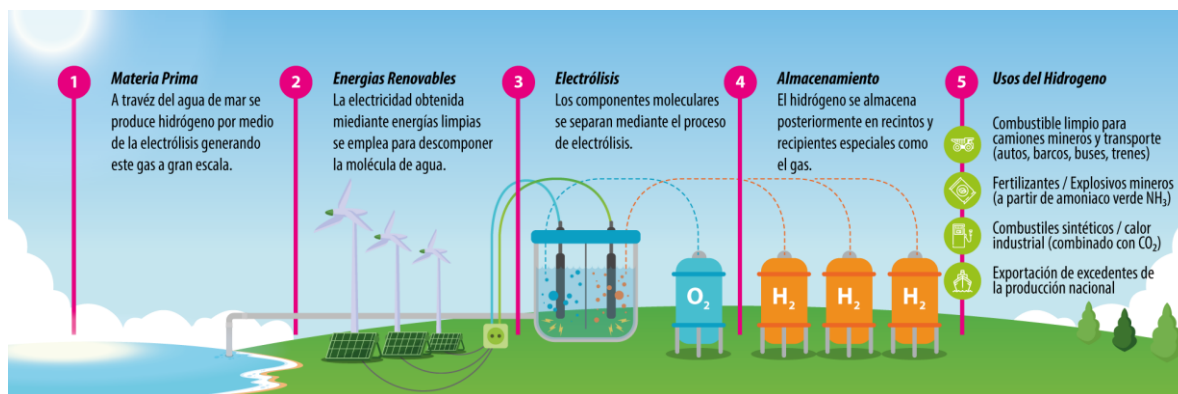 1
Materia Prima
A travéz del agua de mar se
produce hidrógeno por medio
de la electrólisis generando
este gas a gran escala.
2
Energias Renovables
La electricidad obtenida
miediante energías limpias
se emplea para descomponer
la molécula de agua.
3
Electrólisis
Los componentes moleculares
se separan mediante el proceso
de electrólisis.
4
Almacenamiento
El hidrógeno se almacena
posteriormente en recintos y
recipientes especiales como
el gas.
5
Usos del Hidrogeno
Combustible limpio para
camiones mineros y transporte
(autos, barcos, buses, trenes)
Fertilizantes / Explosivos mineros
(a partir de amoniaco verde NH₃)
Combustiles sintéticos / calor
industrial (combinado con CO₂)
Exportación de excedentes de
la producción nacional
O₂
H₂
H₂
H₂